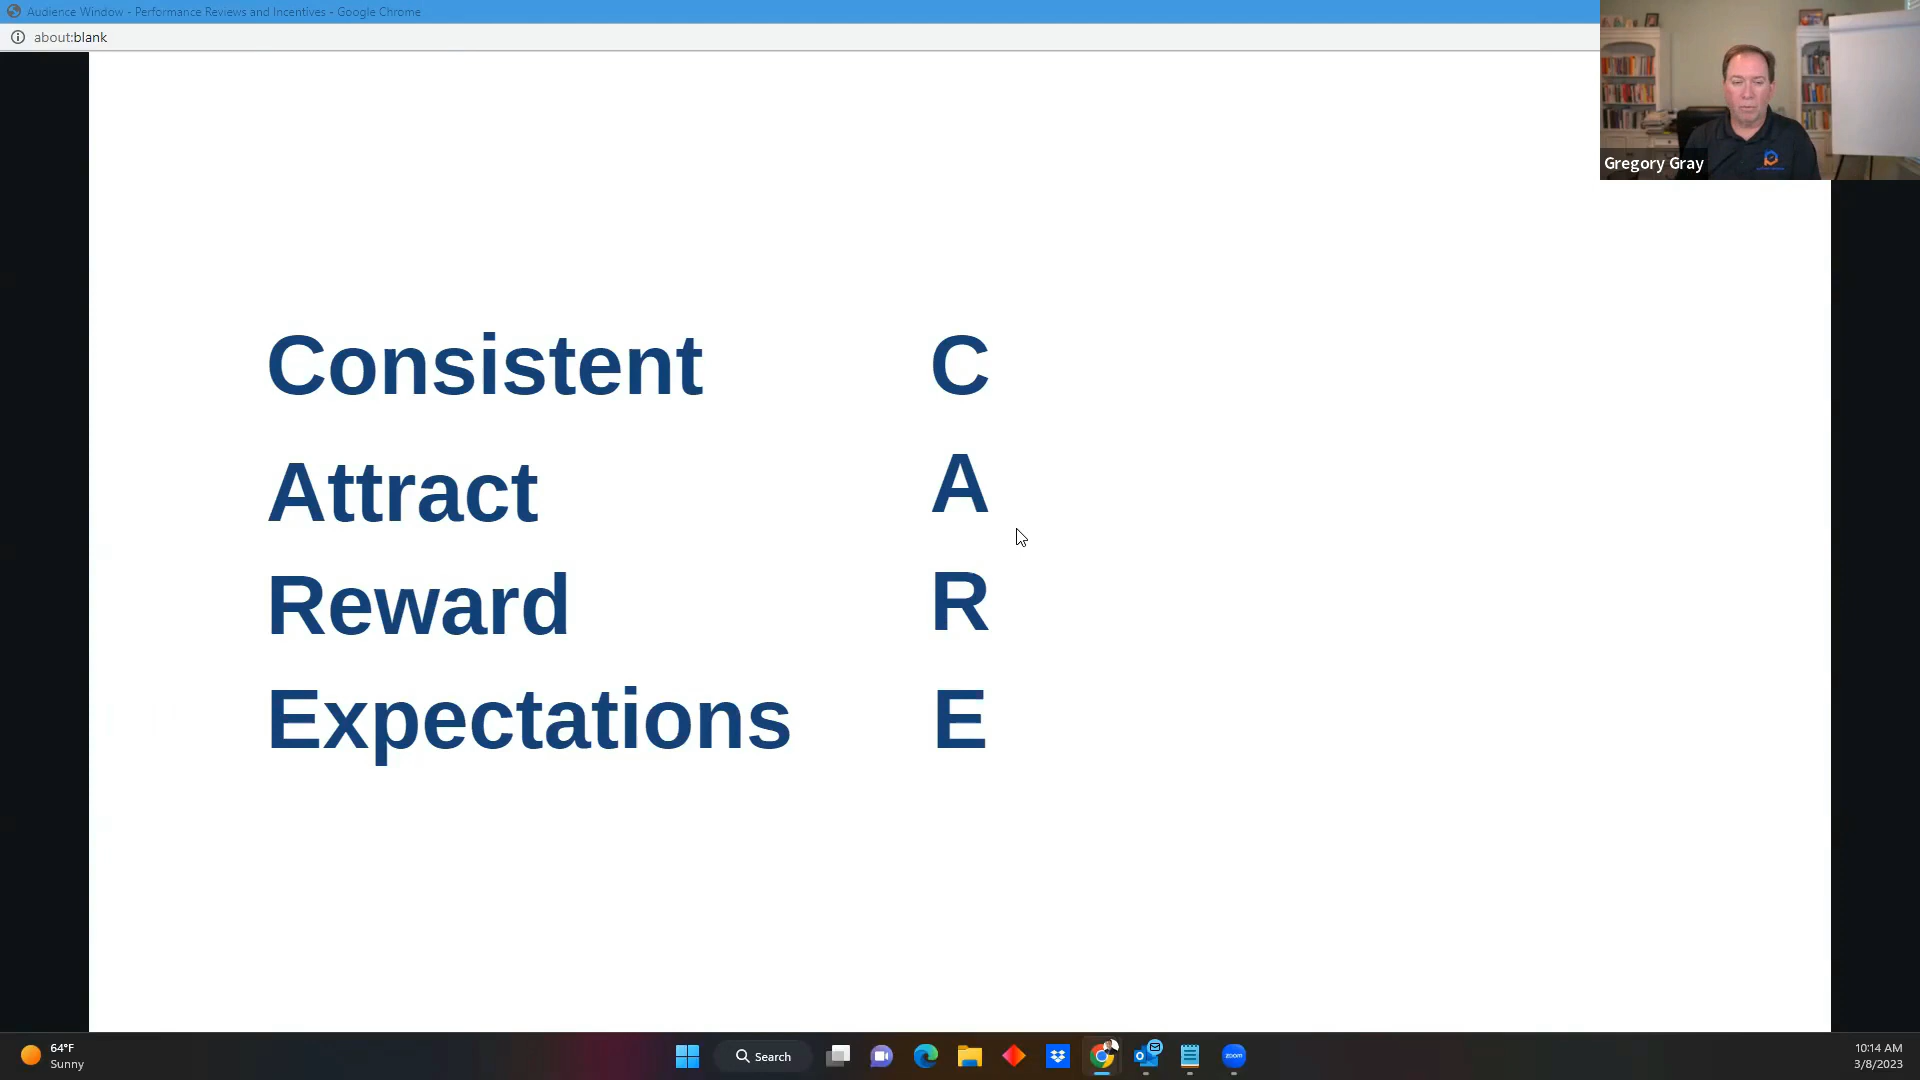 Audience Window - Performance Reviews and Incentives - Google Chrome
about:blank
Gregory Gray
Consistent C
Attract A
Reward R
Expectations E
64°F
Sunny
Search
zoom
10:14 AM
3/8/2023